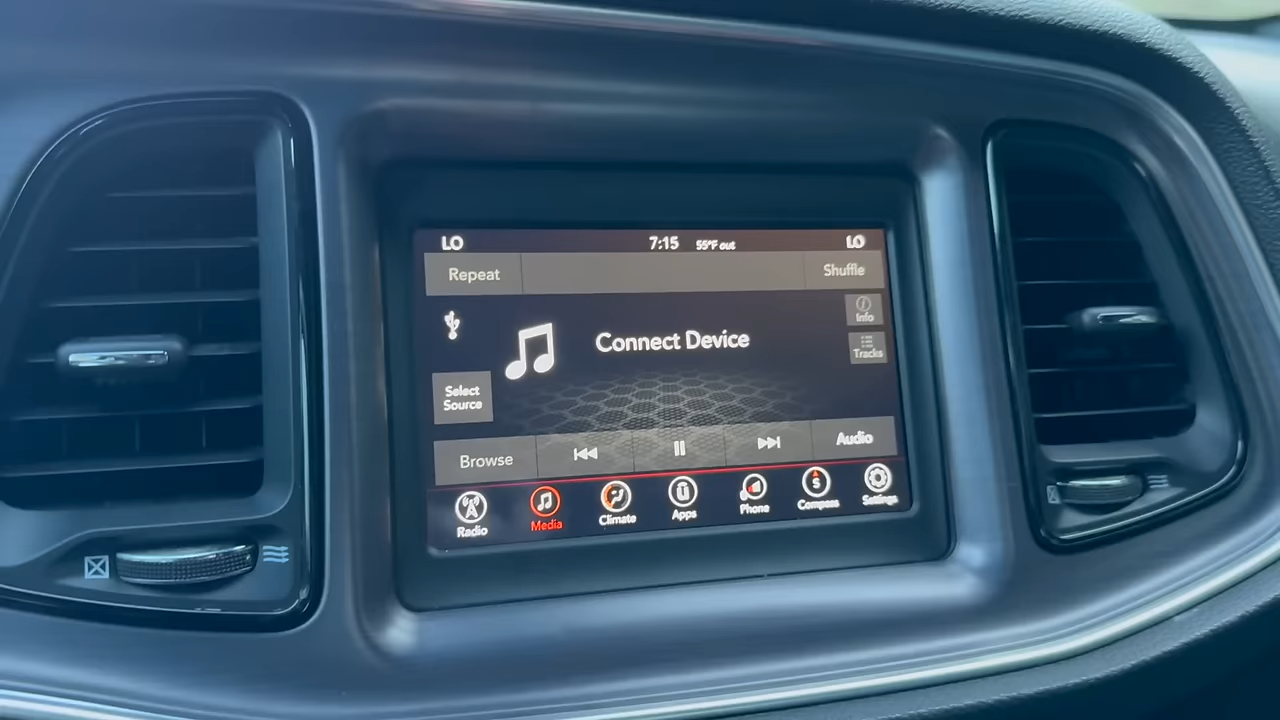 LO 7:15 55°F out LO
Repeat Shuffle
Info
Connect Device
Tracks
Select
Source
Browse Audio
Radio Media Climate Apps Phone Compass Settings